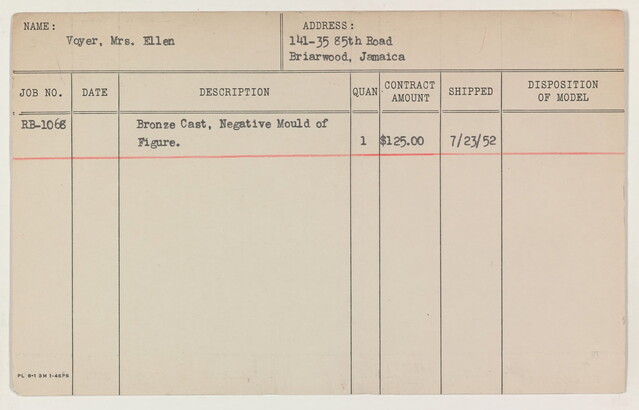 NAME:
Voyer, Mrs. Ellen
ADDRESS:
141-35 85th Road
Briarwood, Jamaica
JOB NO. DATE DESCRIPTION QUAN. CONTRACT AMOUNT SHIPPED DISPOSITION OF MODEL
RB-1068 Bronze Cast, Negative Mould of
Figure. 1 $125.00 7/23/52